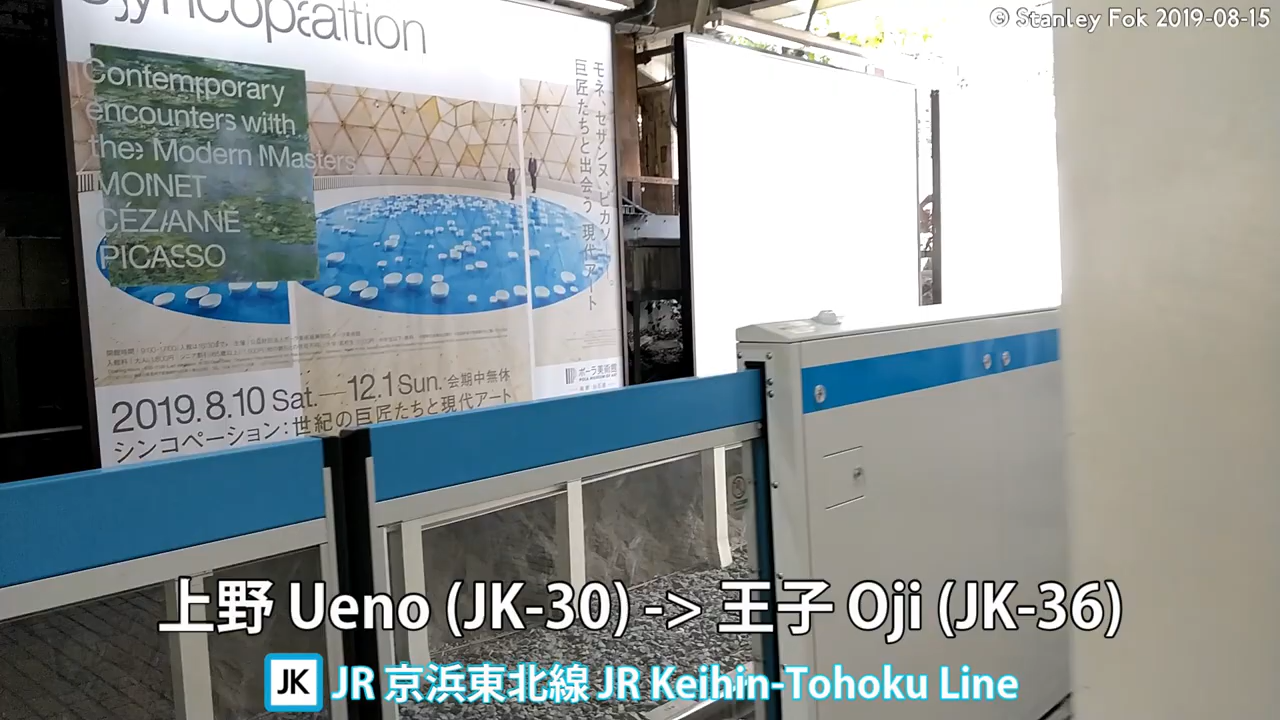 © Stanley Fok 2019-08-15
Syncopation
Contemporary
encounters with
the Modern Masters
MONET
CÉZANNE
PICASSO
モネ、セザンヌ、ピカソ
巨匠たちと出会う現代アート
ポーラ美術館
2019.8.10 Sat.—12.1 Sun. 会期中無休
シンコペーション:世紀の巨匠たちと現代アート
上野 Ueno (JK-30) -> 王子 Oji (JK-36)
JK JR 京浜東北線 JR Keihin-Tohoku Line